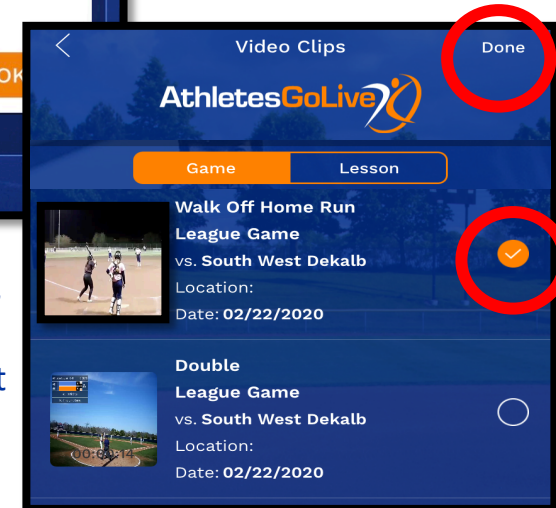 OK
Video Clips
Done
AthletesGoLive
Game
Lesson
Walk Off Home Run
League Game
vs. South West Dekalb
Location:
Date: 02/22/2020
Double
League Game
vs. South West Dekalb
Location:
Date: 02/22/2020